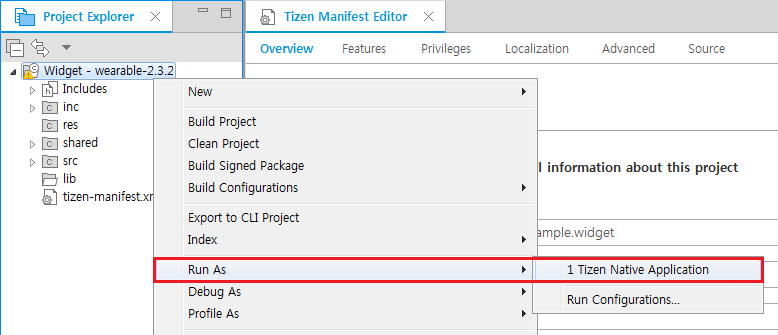 Project Explorer
Tizen Manifest Editor
Overview Features Privileges Localization Advanced Source
Widget - wearable-2.3.2
Includes
inc
res
shared
src
lib
tizen-manifest.xm
New
Build Project
Clean Project
Build Signed Package
Build Configurations
Export to CLI Project
Index
Run As
Debug As
Profile As
l information about this project
ample.widget
1 Tizen Native Application
Run Configurations...